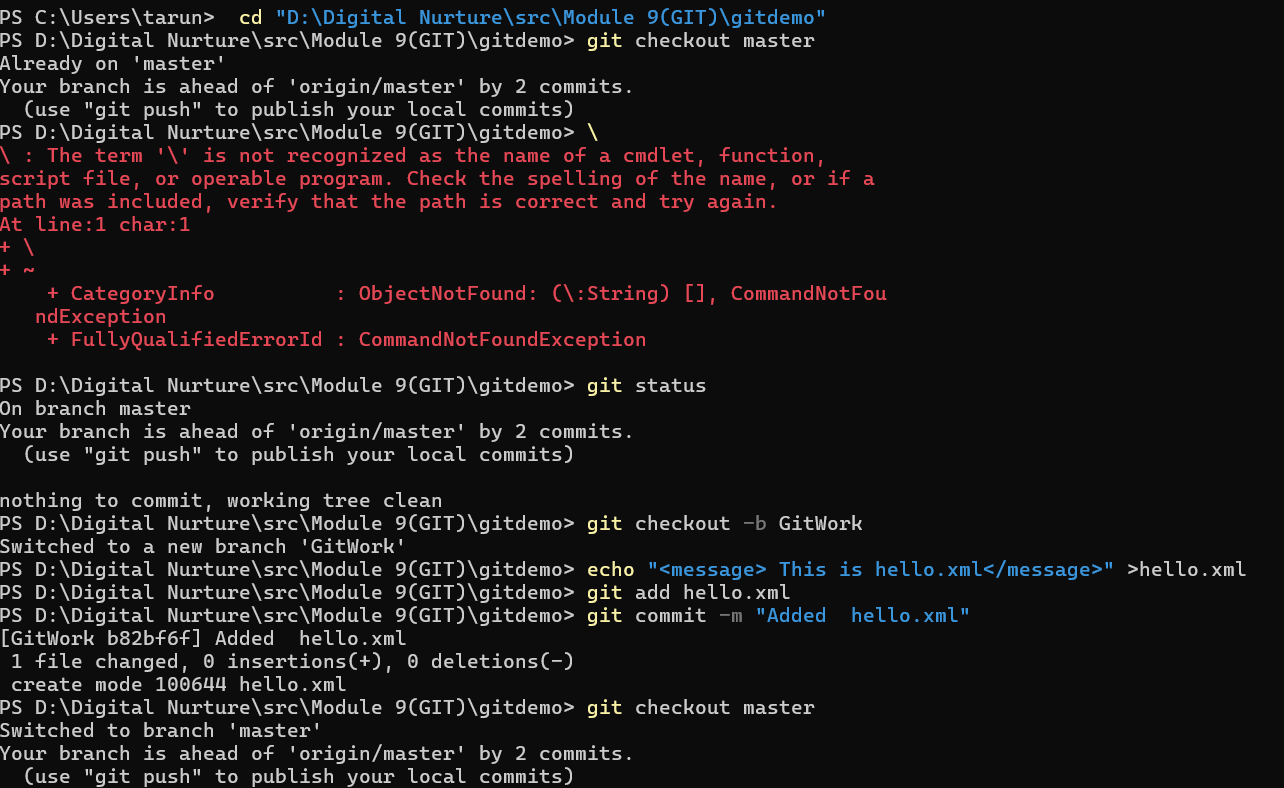 PS C:\Users\tarun>  cd "D:\Digital Nurture\src\Module 9(GIT)\gitdemo"
PS D:\Digital Nurture\src\Module 9(GIT)\gitdemo> git checkout master
Already on 'master'
Your branch is ahead of 'origin/master' by 2 commits.
  (use "git push" to publish your local commits)
PS D:\Digital Nurture\src\Module 9(GIT)\gitdemo> \
\ : The term '\' is not recognized as the name of a cmdlet, function,
script file, or operable program. Check the spelling of the name, or if a
path was included, verify that the path is correct and try again.
At line:1 char:1
+ \
+ ~
    + CategoryInfo          : ObjectNotFound: (\:String) [], CommandNotFou
   ndException
    + FullyQualifiedErrorId : CommandNotFoundException

PS D:\Digital Nurture\src\Module 9(GIT)\gitdemo> git status
On branch master
Your branch is ahead of 'origin/master' by 2 commits.
  (use "git push" to publish your local commits)

nothing to commit, working tree clean
PS D:\Digital Nurture\src\Module 9(GIT)\gitdemo> git checkout -b GitWork
Switched to a new branch 'GitWork'
PS D:\Digital Nurture\src\Module 9(GIT)\gitdemo> echo "<message> This is hello.xml</message>" >hello.xml
PS D:\Digital Nurture\src\Module 9(GIT)\gitdemo> git add hello.xml
PS D:\Digital Nurture\src\Module 9(GIT)\gitdemo> git commit -m "Added  hello.xml"
[GitWork b82bf6f] Added  hello.xml
 1 file changed, 0 insertions(+), 0 deletions(-)
 create mode 100644 hello.xml
PS D:\Digital Nurture\src\Module 9(GIT)\gitdemo> git checkout master
Switched to branch 'master'
Your branch is ahead of 'origin/master' by 2 commits.
  (use "git push" to publish your local commits)